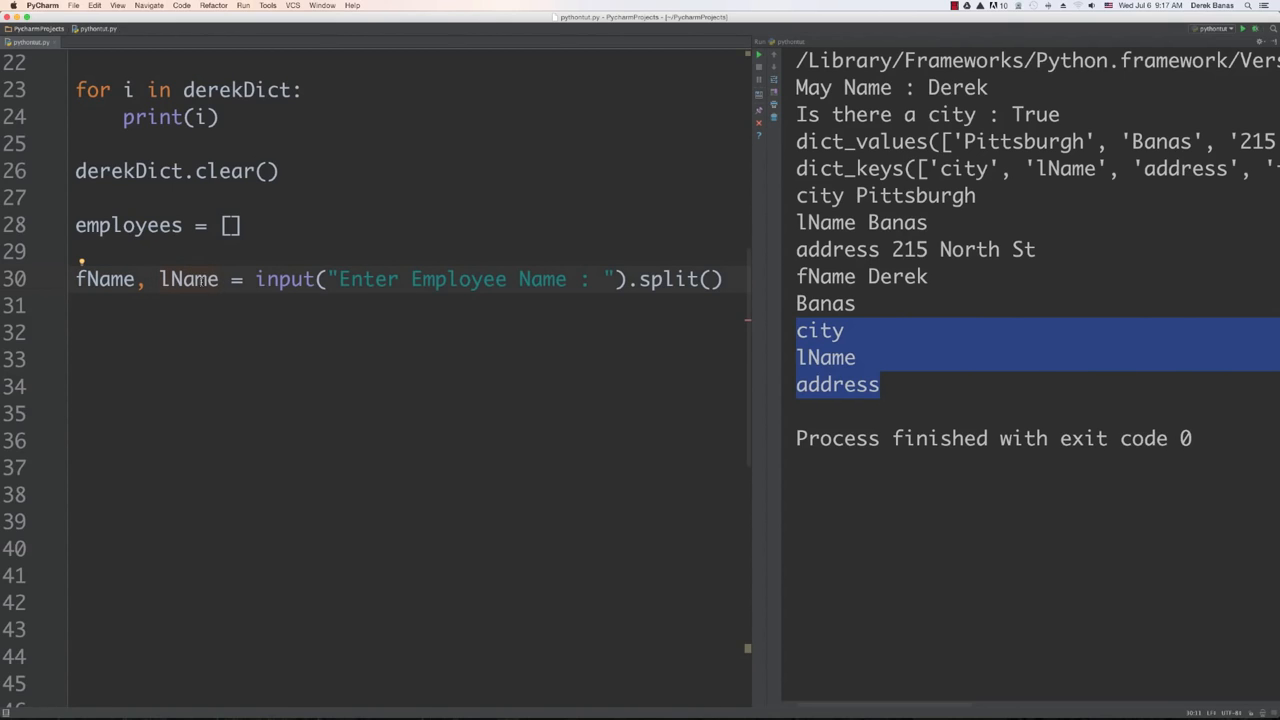 PyCharm File Edit View Navigate Code Refactor Run Tools VCS Window Help
10 Wed Jul 6 9:17 AM Derek Banas
pythontut.py - PycharmProjects - [~/PycharmProjects]
PycharmProjects pythontut.py
pythontut
pythontut.py
Run pythontut
22
23 for i in derekDict:
24 print(i)
25
26 derekDict.clear()
27
28 employees = []
29
30 fName, lName = input("Enter Employee Name : ").split()
31
32
33
34
35
36
37
38
39
40
41
42
43
44
45
/Library/Frameworks/Python.framework/Vers
May Name : Derek
Is there a city : True
dict_values(['Pittsburgh', 'Banas', '215
dict_keys(['city', 'lName', 'address', '
city Pittsburgh
lName Banas
address 215 North St
fName Derek
Banas
city
lName
address
Process finished with exit code 0
30:11 LF UTF-8